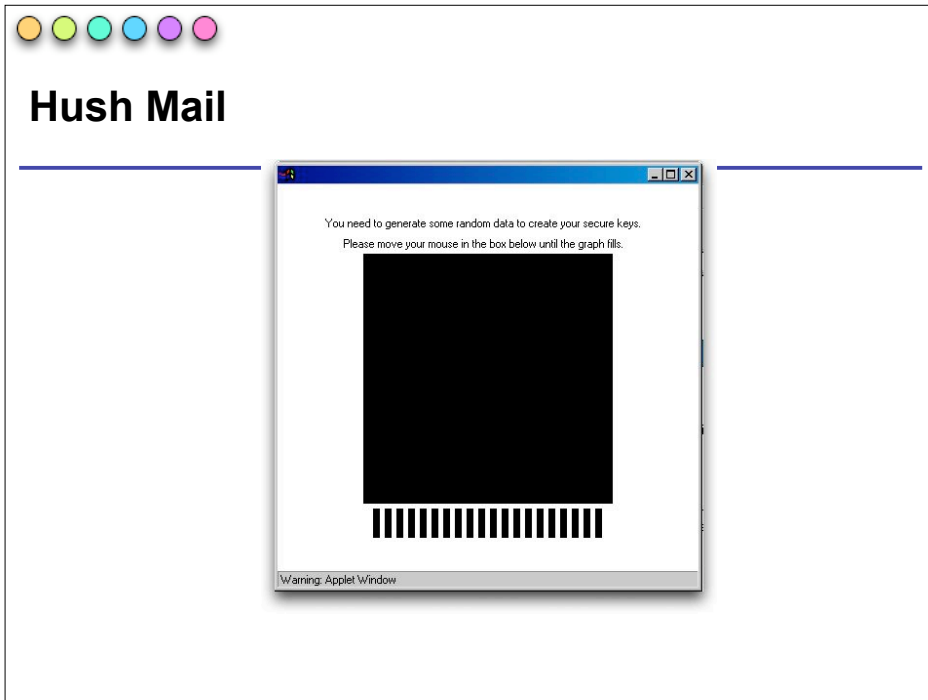 Hush Mail
You need to generate some random data to create your secure keys.
Please move your mouse in the box below until the graph fills.
Warning: Applet Window